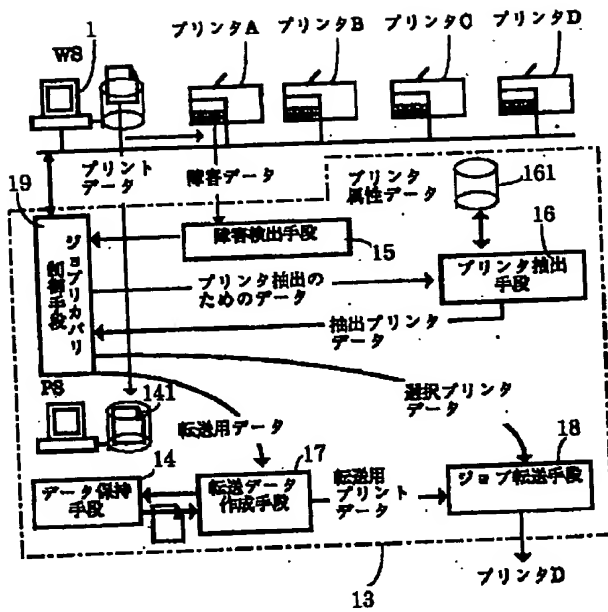 WS
1
プリンタA
プリンタB
プリンタC
プリンタD
プリント
データ
障害データ
プリンタ
属性データ
161
19
障害検出手段
15
16
ジョブリカバリ
制御手段
プリンタ抽出の
ためのデータ
プリンタ抽出
手段
抽出プリンタ
データ
PS
141
転送用データ
選択プリンタ
データ
14
17
18
データ保持
手段
転送データ
作成手段
転送用
プリント
データ
ジョブ転送手段
13
プリンタD